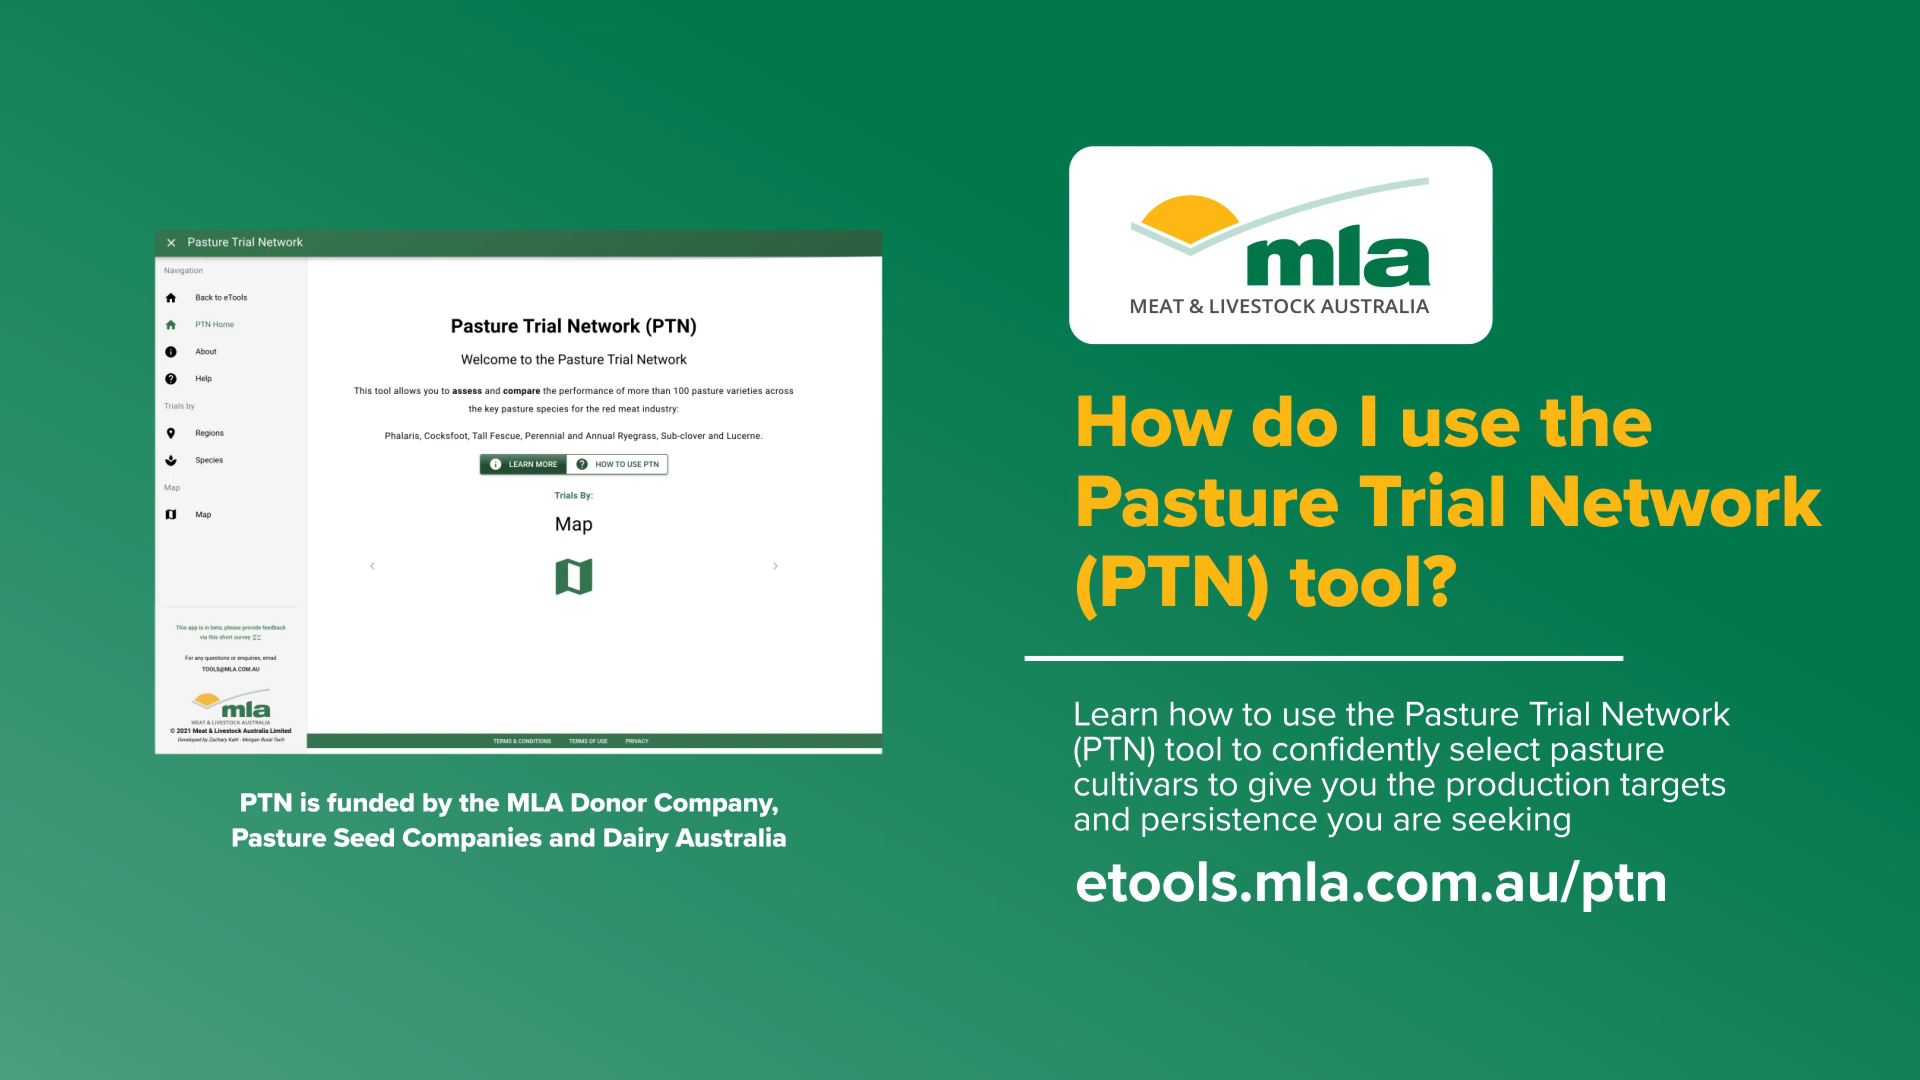 Pasture Trial Network
Navigation
Back to eTools
PTN Home
About
Help
Trials by
Regions
Species
Map
Map
This app is in beta, please provide feedback
via this short survey
For any questions or enquiries, email
TOOLS@MLA.COM.AU
mla
MEAT & LIVESTOCK AUSTRALIA
© 2021 Meat & Livestock Australia Limited
Developed by Zachary Kahl - Morgan Rural Tech
Pasture Trial Network (PTN)
Welcome to the Pasture Trial Network
This tool allows you to assess and compare the performance of more than 100 pasture varieties across
the key pasture species for the red meat industry:
Phalaris, Cocksfoot, Tall Fescue, Perennial and Annual Ryegrass, Sub-clover and Lucerne.
LEARN MORE HOW TO USE PTN
Trials By:
Map
TERMS & CONDITIONS TERMS OF USE PRIVACY
PTN is funded by the MLA Donor Company,
Pasture Seed Companies and Dairy Australia
mla
MEAT & LIVESTOCK AUSTRALIA
How do I use the
Pasture Trial Network
(PTN) tool?
Learn how to use the Pasture Trial Network
(PTN) tool to confidently select pasture
cultivars to give you the production targets
and persistence you are seeking
etools.mla.com.au/ptn